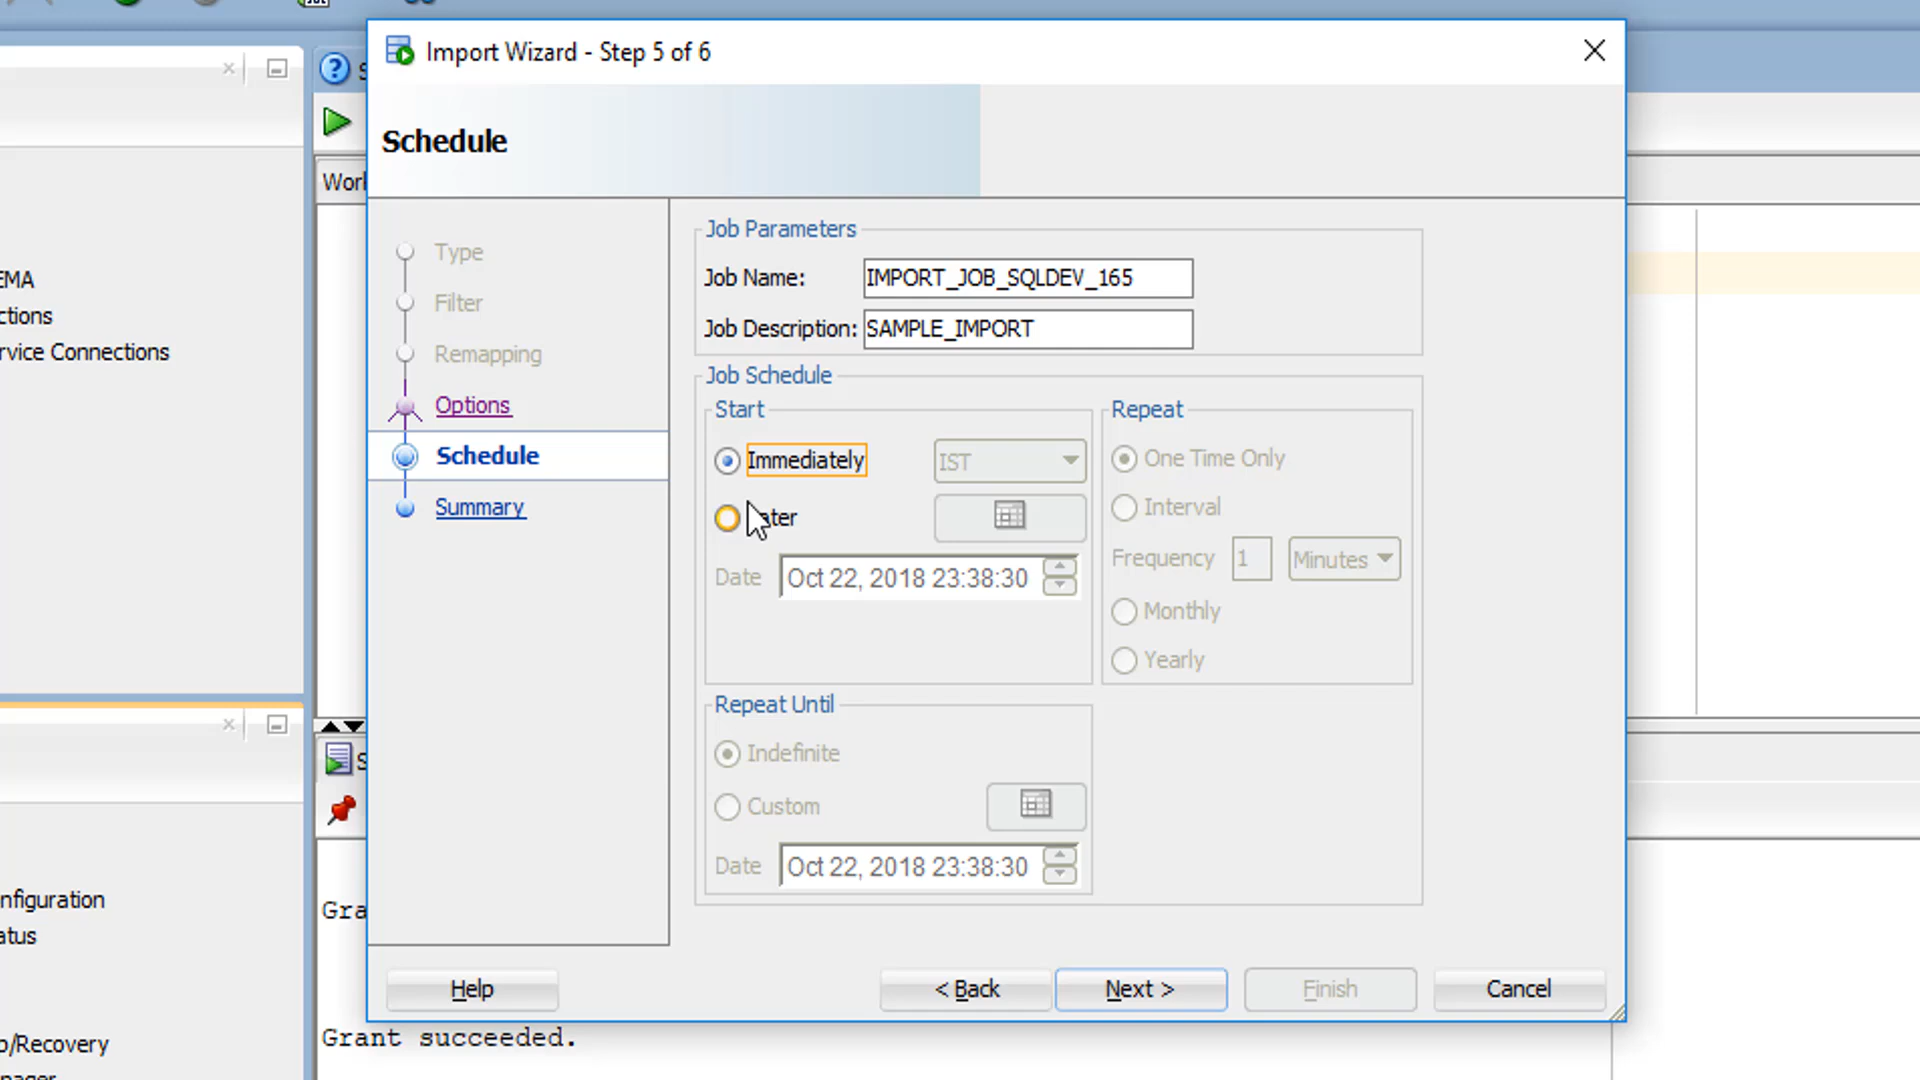 Import Wizard - Step 5 of 6
Schedule
Work
EMA
ctions
rvice Connections
Type
Filter
Remapping
Options
Schedule
Summary
Job Parameters
Job Name: IMPORT_JOB_SQLDEV_165
Job Description: SAMPLE_IMPORT
Job Schedule
Start
Immediately IST
ater
Date Oct 22, 2018 23:38:30
Repeat
One Time Only
Interval
Frequency 1 Minutes
Monthly
Yearly
Repeat Until
Indefinite
Custom
Date Oct 22, 2018 23:38:30
nfiguration
atus
p/Recovery
Gra
Help < Back Next > Finish Cancel
Grant succeeded.